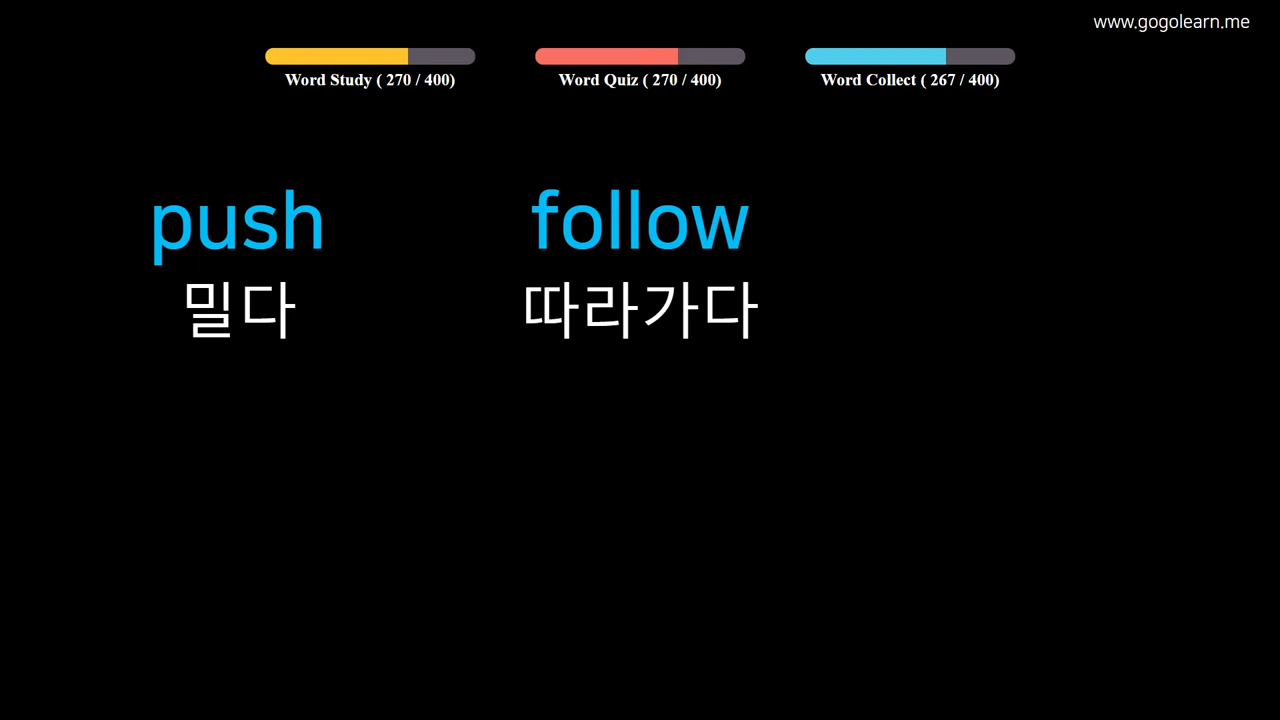 www.gogolearn.me
Word Study ( 270 / 400)
Word Quiz ( 270 / 400)
Word Collect ( 267 / 400)
push
밀다
follow
따라가다